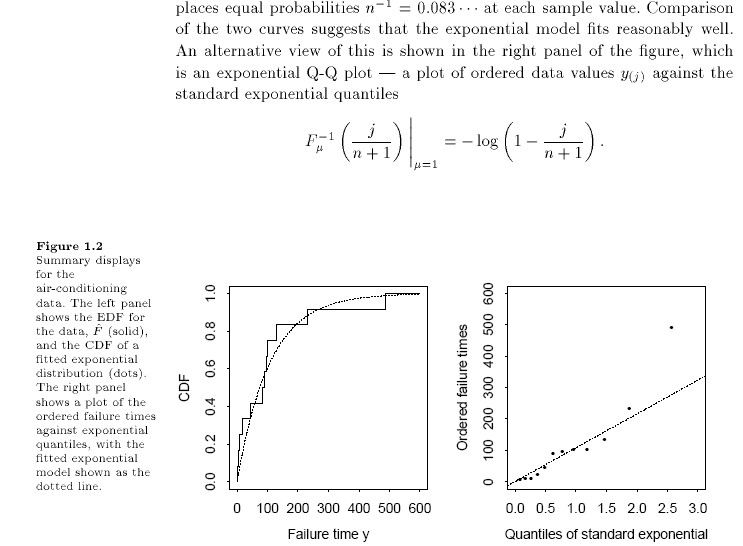 places equal probabilities n⁻¹ = 0.083 · · · at each sample value. Comparison
of the two curves suggests that the exponential model fits reasonably well.
An alternative view of this is shown in the right panel of the figure, which
is an exponential Q-Q plot — a plot of ordered data values y(j) against the
standard exponential quantiles
F_μ⁻¹ ( j / (n + 1) ) |_μ=1 = − log ( 1 − j / (n + 1) ) .
Figure 1.2
Summary displays
for the
air-conditioning
data. The left panel
shows the EDF for
the data, F̂ (solid),
and the CDF of a
fitted exponential
distribution (dots).
The right panel
shows a plot of the
ordered failure times
against exponential
quantiles, with the
fitted exponential
model shown as the
dotted line.
CDF
1.0
0.8
0.6
0.4
0.2
0.0
0 100 200 300 400 500 600
Failure time y
Ordered failure times
600
500
400
300
200
100
0
0.0 0.5 1.0 1.5 2.0 2.5 3.0
Quantiles of standard exponential